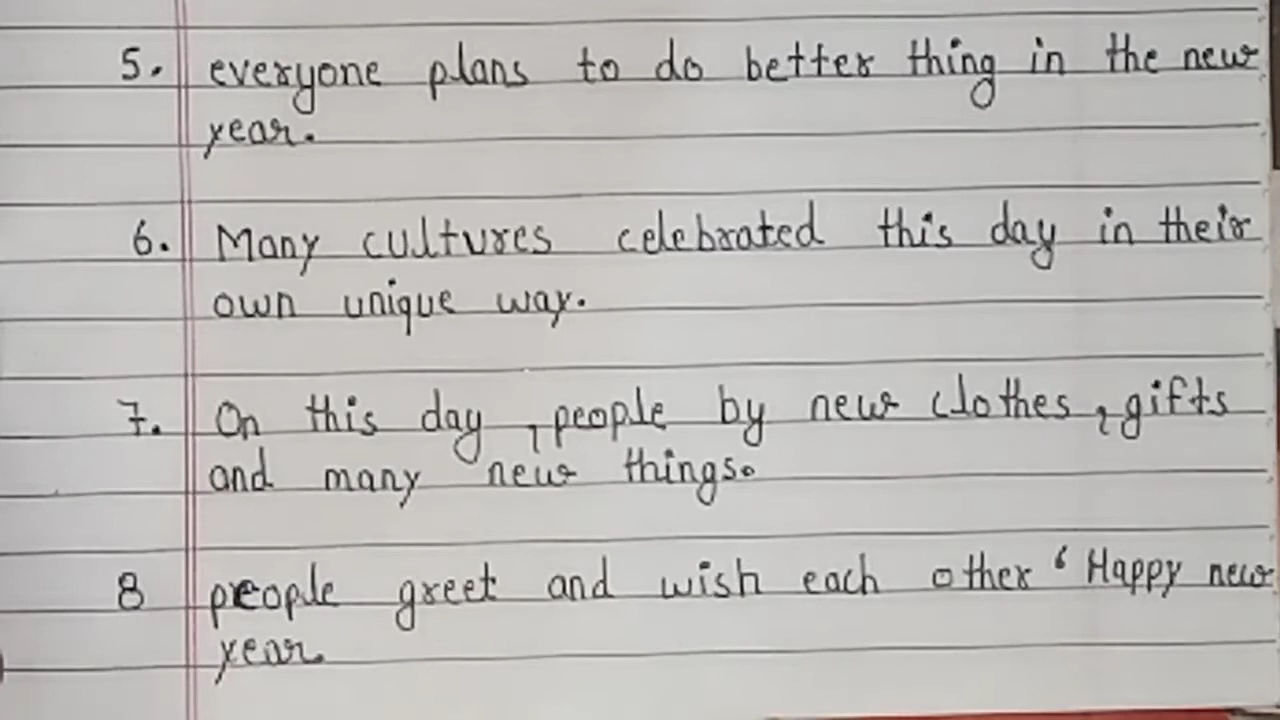 5. everyone plans to do better thing in the new
year.
6. Many cultures celebrated this day in their
own unique way.
7. On this day , people by new clothes , gifts
and many new things.
8 people greet and wish each other ‘ Happy new
year.